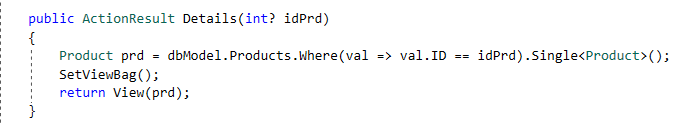 public ActionResult Details(int? idPrd)
{
Product prd = dbModel.Products.Where(val => val.ID == idPrd).Single<Product>();
SetViewBag();
return View(prd);
}